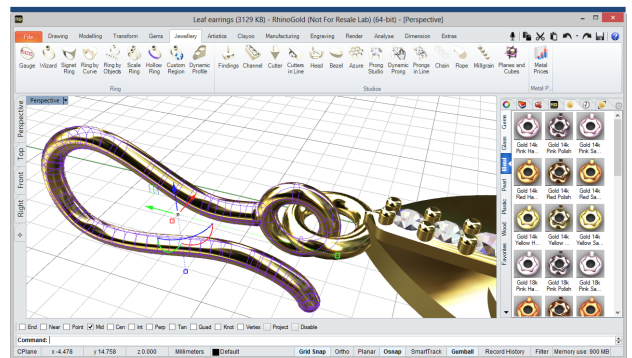 Leaf earrings (3129 KB) - RhinoGold (Not For Resale Lab) (64-bit) - [Perspective]
File Drawing Modelling Transform Gems Jewellery Artistics Clayoo Manufacturing Engraving Render Analyse Dimension Extras
Gauge Wizard Signet Ring Ring by Curve Ring by Objects Scale Ring Hollow Ring Custom Region Dynamic Profile Findings Channel Cutter Cutters in Line Head Bezel Azure Prong Studio Dynamic Prong Prongs in Line Chain Rope Millgrain Planes and Cubes Metal Prices
Ring Studios Metal P...
Perspective
Perspective
Top
Front
Right
Gems
Glass
Metal
Pearl
Plastic
Wood
Favorites
Gold 14k Pink Ha... Gold 14k Pink Polish Gold 14k Pink Sa...
Gold 14k Red Ha... Gold 14k Red Polish Gold 14k Red Sa...
Gold 14k Yellow H... Gold 14k Yellow ... Gold 14k Yellow Sa...
Gold 18k Pink Ha... Gold 18k Pink Polish Gold 18k Pink Sa...
End Near Point Mid Cen Int Perp Tan Quad Knot Vertex Project Disable
Command:
CPlane x -4.478 y 14.758 z 0.000 Millimeters Default Grid Snap Ortho Planar Osnap SmartTrack Gumball Record History Filter Memory use: 900 MB